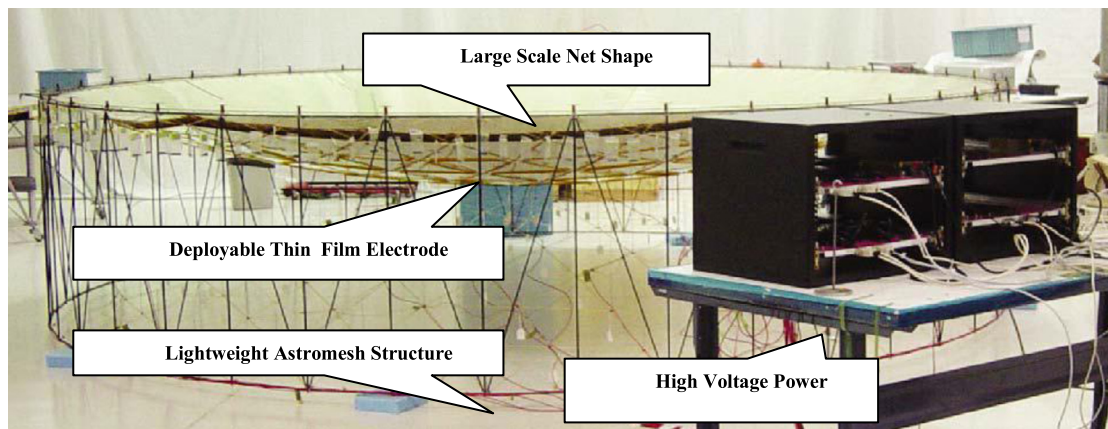 Large Scale Net Shape
Deployable Thin Film Electrode
Lightweight Astromesh Structure
High Voltage Power